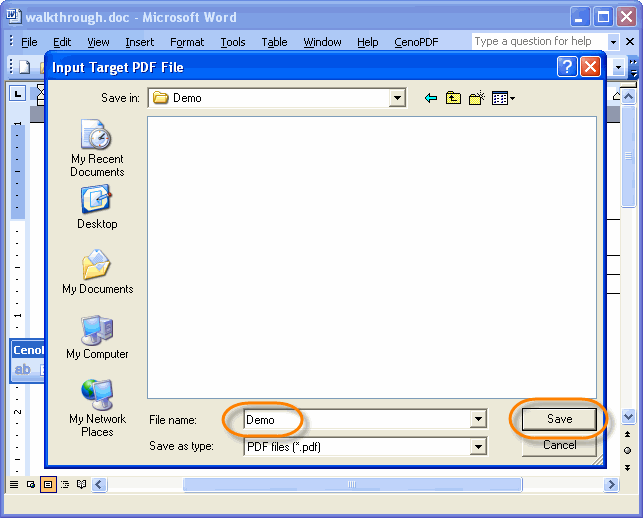 walkthrough.doc - Microsoft Word
File Edit View Insert Format Tools Table Window Help CenoPDF Type a question for help
Input Target PDF File
Save in: Demo
My Recent
Documents
Desktop
My Documents
My Computer
My Network
Places
File name: Demo Save
Save as type: PDF files (*.pdf) Cancel
1
1
2
ab